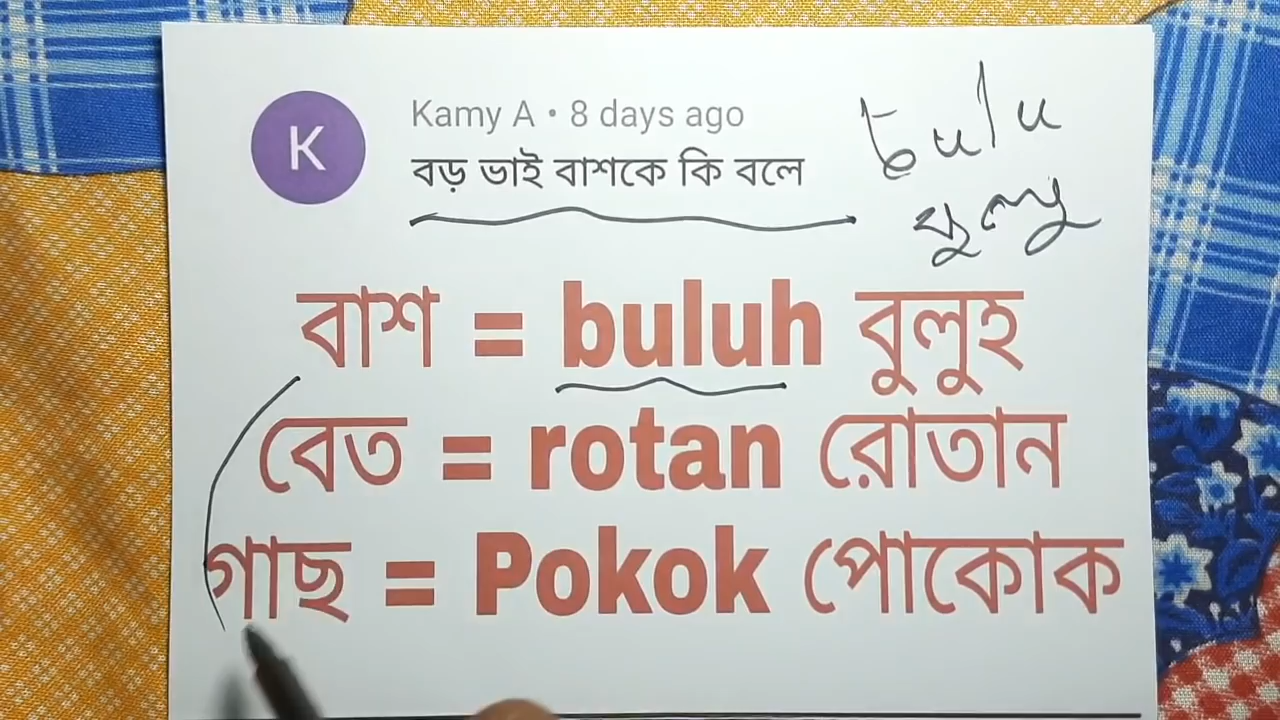 K
Kamy A • 8 days ago
বড় ভাই বাশকে কি বলে
bulu
বুলু
বাশ = buluh বুলুহ
বেত = rotan রোতান
গাছ = Pokok পোকোক